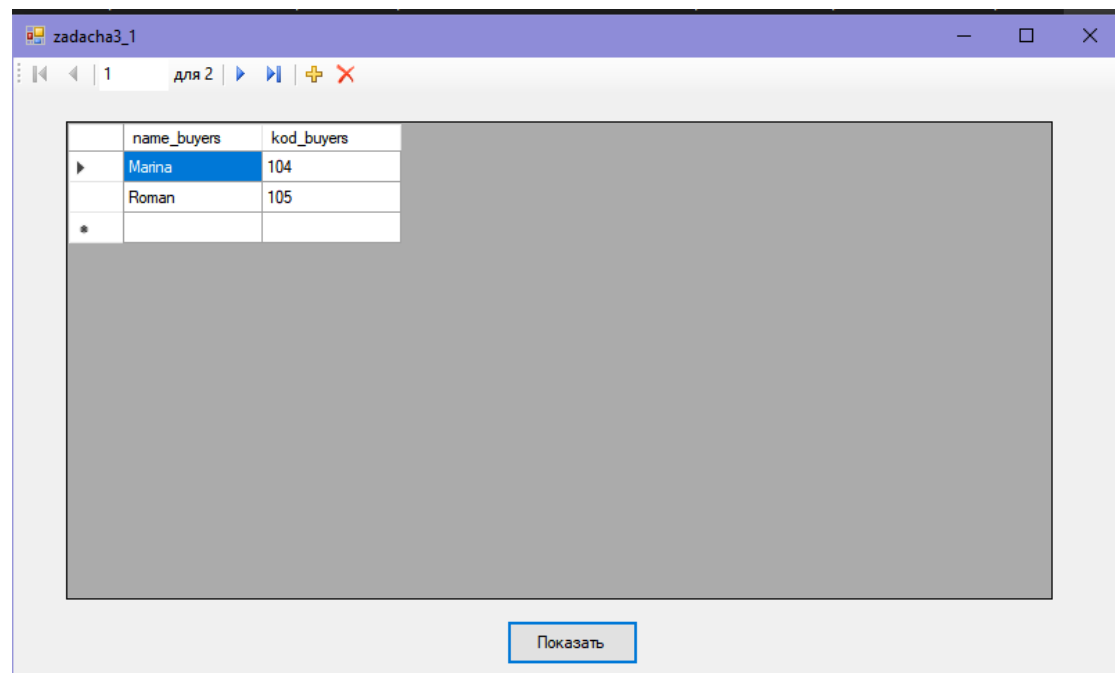 zadacha3_1
1 для 2
name_buyers kod_buyers
Marina 104
Roman 105
Показать